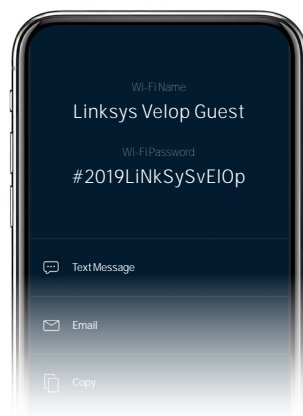 Wi-Fi Name
Linksys Velop Guest
Wi-Fi Password
#2019LiNkSySvElOp
Text Message
Email
Copy